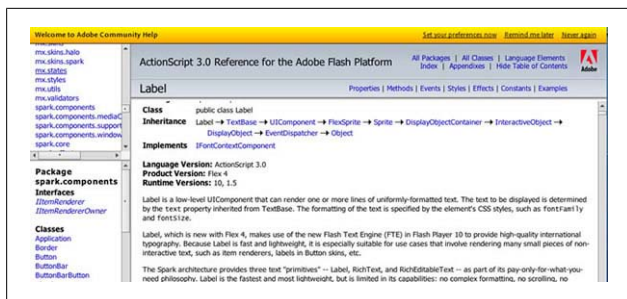 Welcome to Adobe Community Help
Set your preferences now Remind me later Never again
mx.skins.halo
mx.skins.spark
mx.states
mx.styles
mx.utils
mx.validators
spark.components
spark.components.mediaC
spark.components.support
spark.components.window
spark.core
Package
spark.components
Interfaces
IItemRenderer
IItemRendererOwner
Classes
Application
Border
Button
ButtonBar
ButtonBarButton
ActionScript 3.0 Reference for the Adobe Flash Platform
All Packages | All Classes | Language Elements
Index | Appendixes | Hide Table of Contents
Adobe
Label
Properties | Methods | Events | Styles | Effects | Constants | Examples
Class public class Label
Inheritance Label → TextBase → UIComponent → FlexSprite → Sprite → DisplayObjectContainer → InteractiveObject →
DisplayObject → EventDispatcher → Object
Implements IFontContextComponent
Language Version: ActionScript 3.0
Product Version: Flex 4
Runtime Versions: 10, 1.5
Label is a low-level UIComponent that can render one or more lines of uniformly-formatted text. The text to be displayed is determined
by the text property inherited from TextBase. The formatting of the text is specified by the element's CSS styles, such as fontFamily
and fontSize.
Label, which is new with Flex 4, makes use of the new Flash Text Engine (FTE) in Flash Player 10 to provide high-quality international
typography. Because Label is fast and lightweight, it is especially suitable for use cases that involve rendering many small pieces of non-
interactive text, such as item renderers, labels in Button skins, etc.
The Spark architecture provides three text "primitives" -- Label, RichText, and RichEditableText -- as part of its pay-only-for-what-you-
need philosophy. Label is the fastest and most lightweight, but is limited in its capabilities: no complex formatting, no scrolling, no